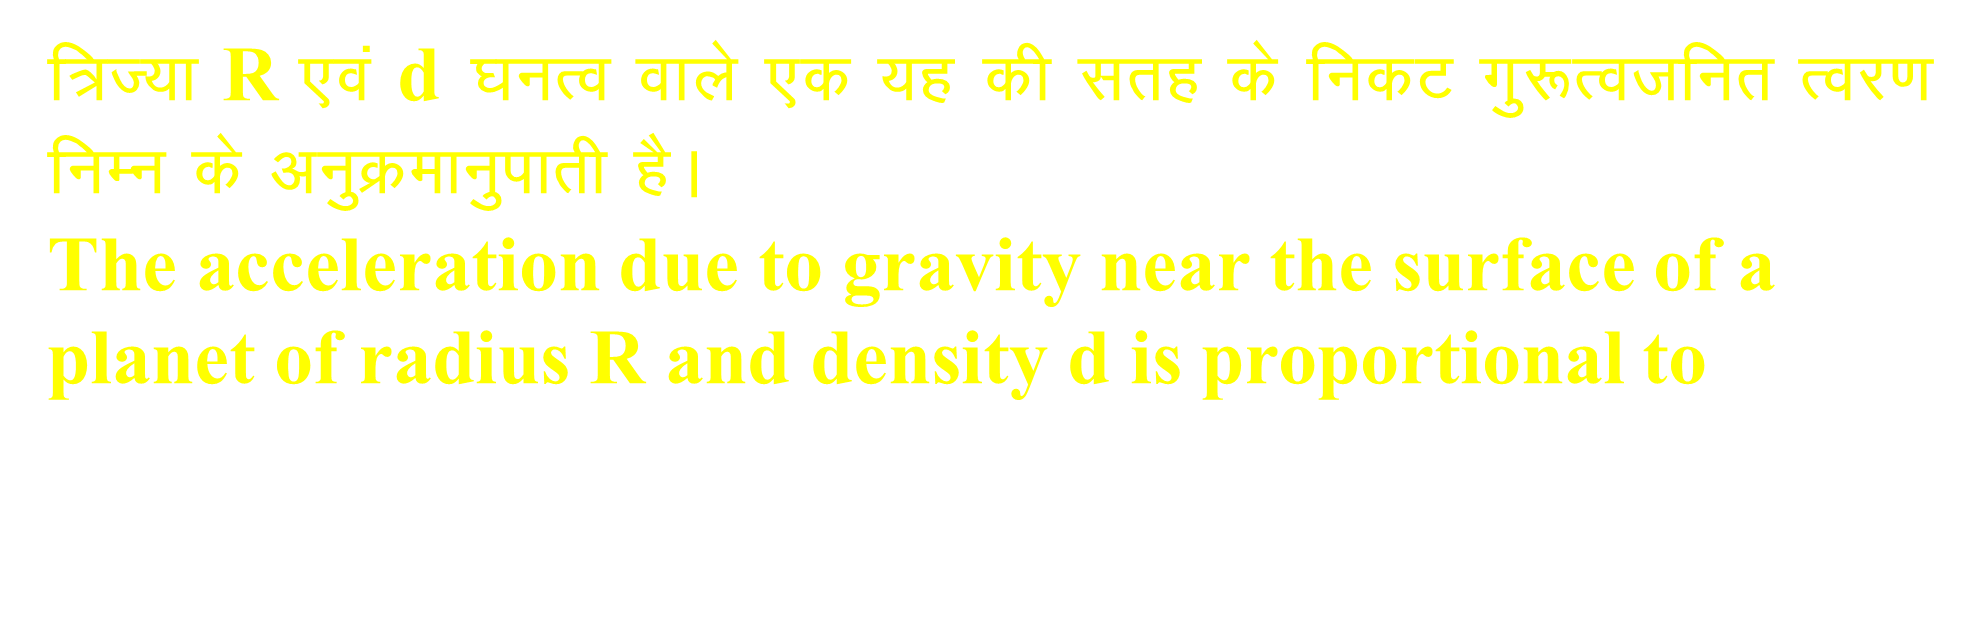 त्रिज्या R एवं d घनत्व वाले एक यह की सतह के निकट गुरूत्वजनित त्वरण
निम्न के अनुक्रमानुपाती है।
The acceleration due to gravity near the surface of a
planet of radius R and density d is proportional to